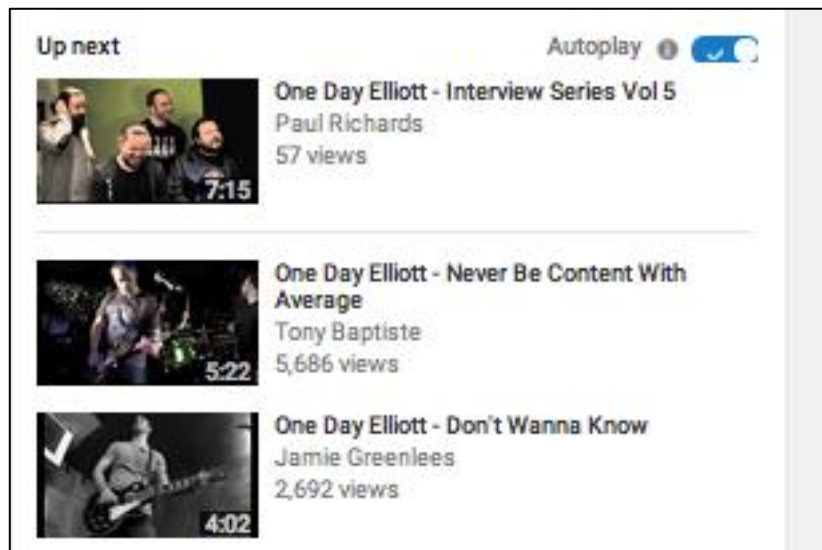 Up next
Autoplay
One Day Elliott - Interview Series Vol 5
Paul Richards
57 views
7:15
One Day Elliott - Never Be Content With
Average
Tony Baptiste
5,686 views
5:22
One Day Elliott - Don't Wanna Know
Jamie Greenlees
2,692 views
4:02